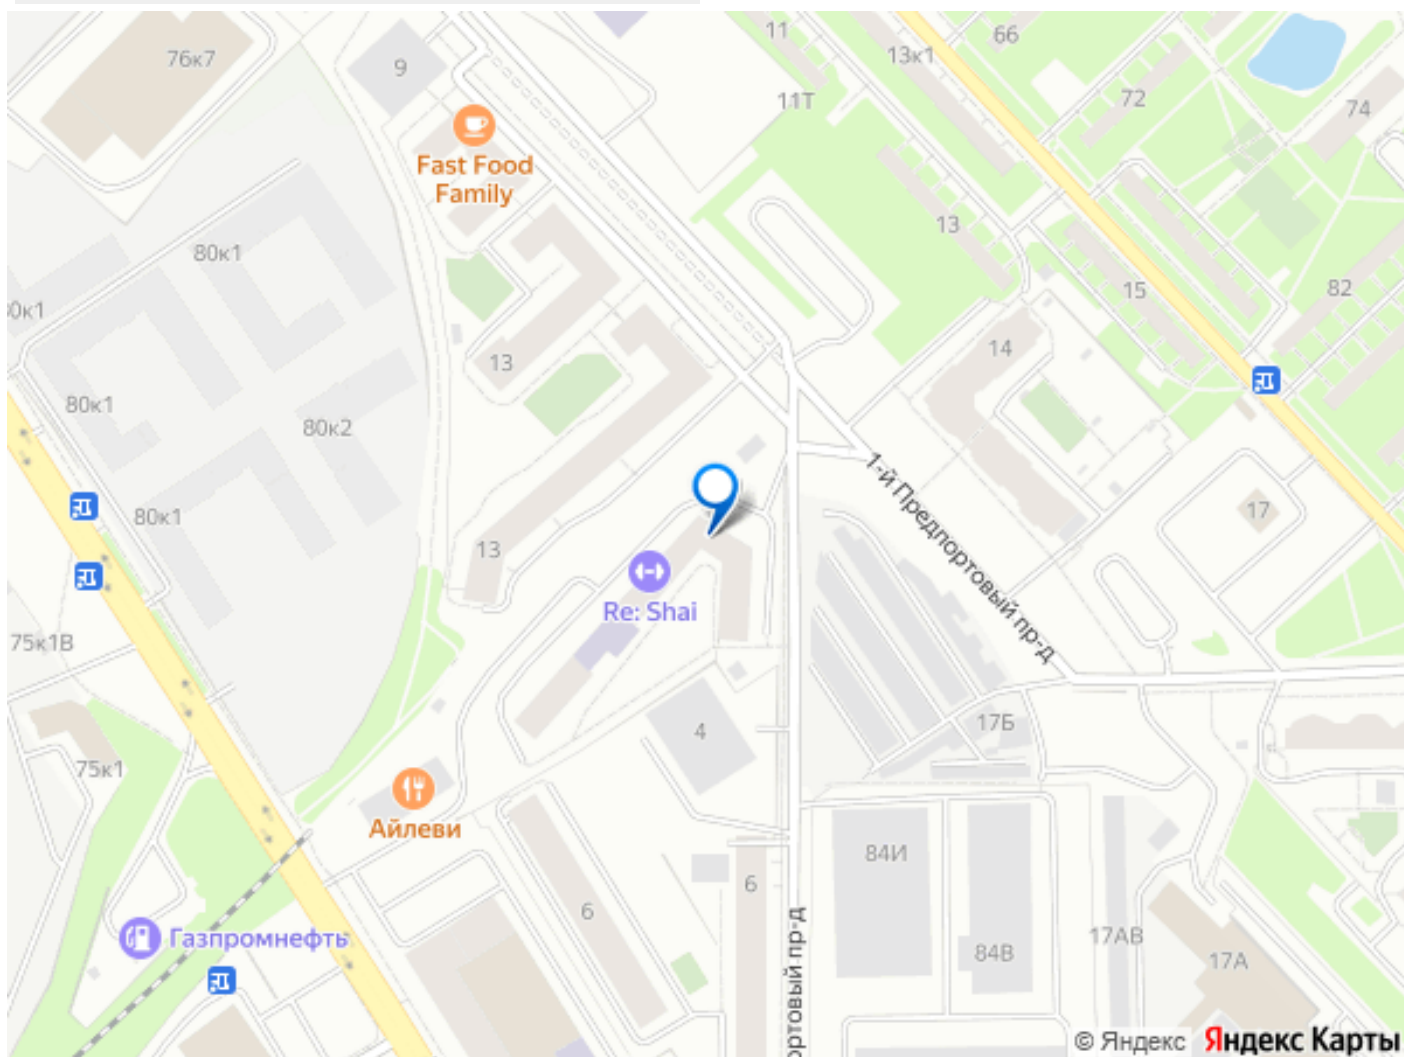 76к7
9
11
66
13к1
11Т
72
74
Fast Food
Family
80к1
13
82
0к1
15
14
13
80к1
80к2
80к1
13
17
1-й Предпортовый пр-д
Re: Shai
75к1В
4
17Б
75к1
Айлеви
84И
6
6
Газпромнефть
84В
17АВ
17А
ортовый пр-д
© Яндекс Яндекс Карты